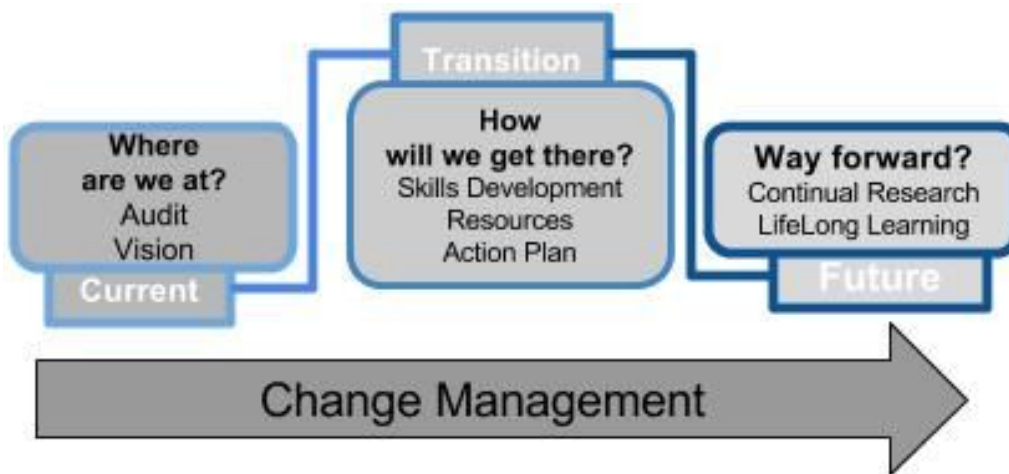 Where
are we at?
Audit
Vision
Current
Transition
How
will we get there?
Skills Development
Resources
Action Plan
Way forward?
Continual Research
LifeLong Learning
Future
Change Management